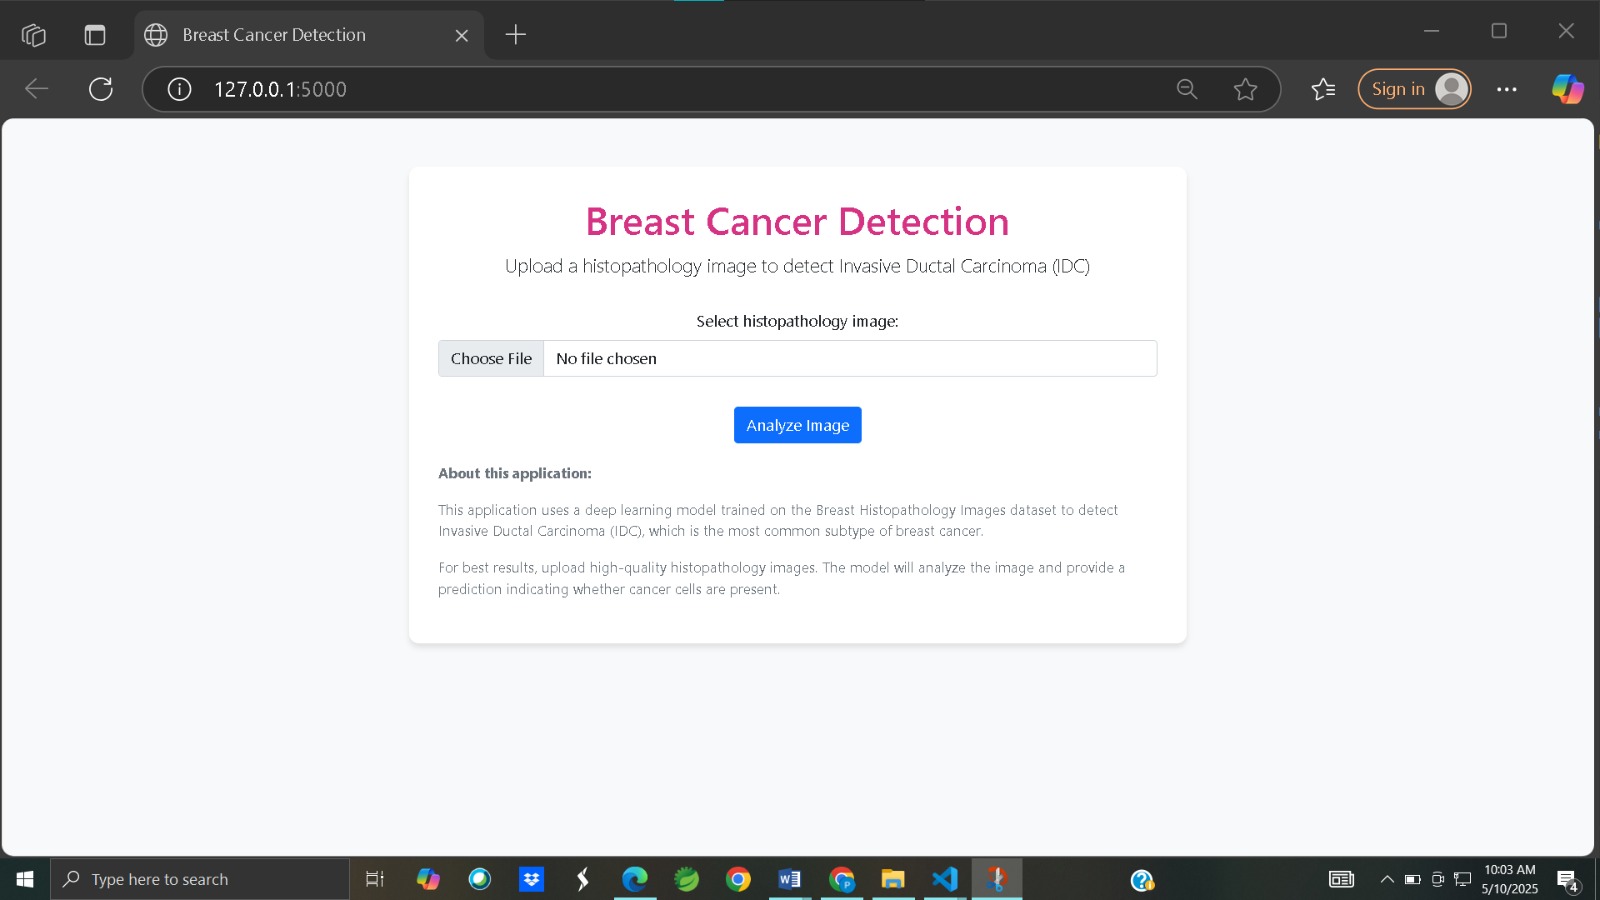 Breast Cancer Detection
127.0.0.1:5000
Sign in
Breast Cancer Detection
Upload a histopathology image to detect Invasive Ductal Carcinoma (IDC)
Select histopathology image:
Choose File No file chosen
Analyze Image
About this application:
This application uses a deep learning model trained on the Breast Histopathology Images dataset to detect
Invasive Ductal Carcinoma (IDC), which is the most common subtype of breast cancer.
For best results, upload high-quality histopathology images. The model will analyze the image and provide a
prediction indicating whether cancer cells are present.
Type here to search
10:03 AM
5/10/2025
4